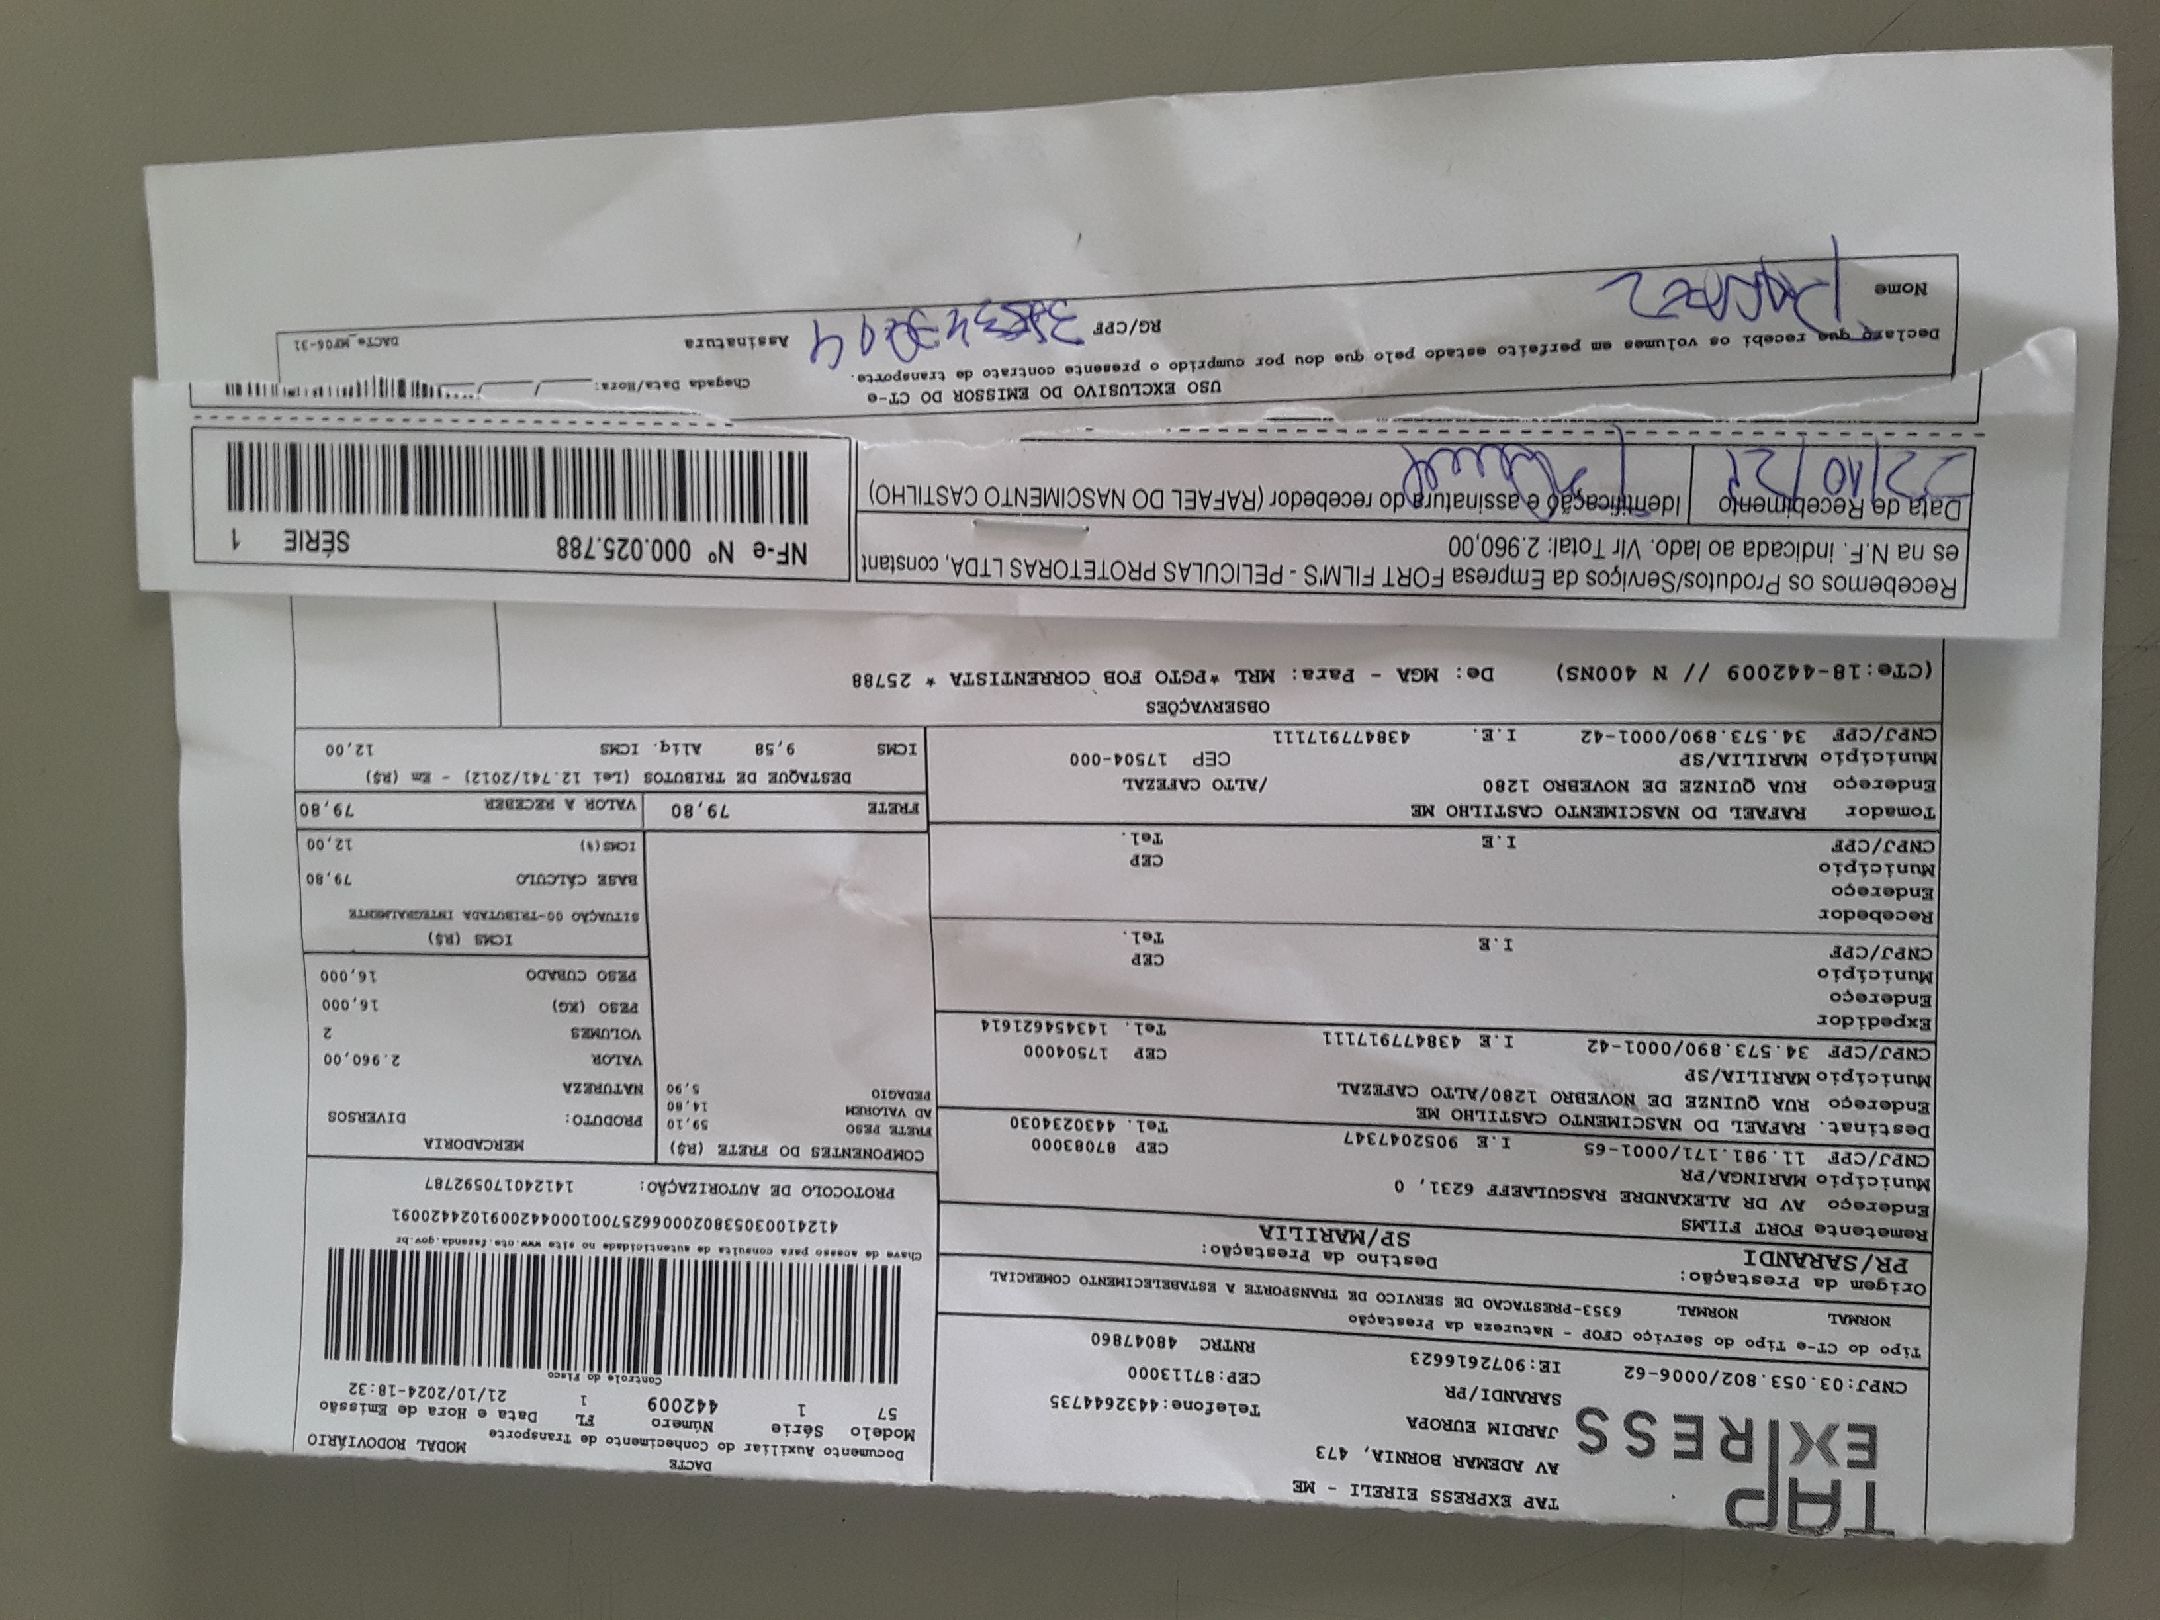 TAP
EXPRESS
TAP EXPRESS EIRELI - ME
AV ADEMAR BORNIA, 473
JARDIM EUROPA
SARANDI/PR
Telefone:4432644735
CEP:87113000
CNPJ:03.053.802/0006-62 IE:9072616623 RNTRC 48047860
DACTE
Documento Auxiliar do Conhecimento de Transporte MODAL RODOVIÁRIO
Modelo Série Número FL Data e Hora de Emissão
57 1 442009 1 21/10/2024-18:32
Controle do Fisco
Chave de acesso para consulta de autenticidade no site www.cte.fazenda.gov.br
41241003053802000662570010004420091024420091
PROTOCOLO DE AUTORIZAÇÃO: 141240170592787
Tipo do CT-e Tipo do Serviço CFOP - Natureza da Prestação
NORMAL NORMAL 6353-PRESTACAO DE SERVICO DE TRANSPORTE A ESTABELECIMENTO COMERCIAL
Origem da Prestação: Destino da Prestação:
PR/SARANDI SP/MARILIA
Remetente FORT FILMS
Endereço AV DR ALEXANDRE RASGULAEFF 6231, 0
Município MARINGA/PR CEP 87083000
CNPJ/CPF 11.981.171/0001-65 I.E 9052047347 Tel. 4430234030
Destinat. RAFAEL DO NASCIMENTO CASTILHO ME
Endereço RUA QUINZE DE NOVEBRO 1280/ALTO CAFEZAL
Município MARILIA/SP CEP 17504000
CNPJ/CPF 34.573.890/0001-42 I.E 438477917111 Tel. 143454621614
Expedidor
Endereço
Município CEP
CNPJ/CPF I.E Tel.
Recebedor
Endereço
Município CEP
CNPJ/CPF I.E Tel.
Tomador RAFAEL DO NASCIMENTO CASTILHO ME
Endereço RUA QUINZE DE NOVEBRO 1280 /ALTO CAFEZAL
Município MARILIA/SP CEP 17504-000
CNPJ/CPF 34.573.890/0001-42 I.E. 438477917111
COMPONENTES DO FRETE (R$)
FRETE PESO 59,10
AD VALOREM 14,80
PEDAGIO 5,90
MERCADORIA
PRODUTO: DIVERSOS
NATUREZA
VALOR 2.960,00
VOLUMES 2
PESO (KG) 16,000
PESO CUBADO 16,000
ICMS (R$)
SITUAÇÃO 00-TRIBUTADA INTEGRALMENTE
BASE CÁLCULO 79,80
ICMS(%) 12,00
FRETE 79,80 VALOR A RECEBER 79,80
DESTAQUE DE TRIBUTOS (Lei 12.741/2012) - Em (R$)
ICMS 9,58 Aliq. ICMS 12,00
OBSERVAÇÕES
(CTe:18-442009 // N 400NS) De: MGA - Para: MRL *PGTO FOB CORRENTISTA * 25788
Recebemos os Produtos/Serviços da Empresa FORT FILM'S - PELICULAS PROTETORAS LTDA, constant
es na N.F. indicada ao lado. Vlr Total: 2.960,00
Data de Recebimento Identificação e assinatura do recebedor (RAFAEL DO NASCIMENTO CASTILHO)
22/10/24
NF-e Nº 000.025.788 SÉRIE 1
USO EXCLUSIVO DO EMISSOR DO CT-e
Chegada Data/Hora:
Declaro que recebi os volumes em perfeito estado pelo que dou por cumprido o presente contrato de transporte.
Nome RG/CPF Assinatura
DACTe_MF06-31